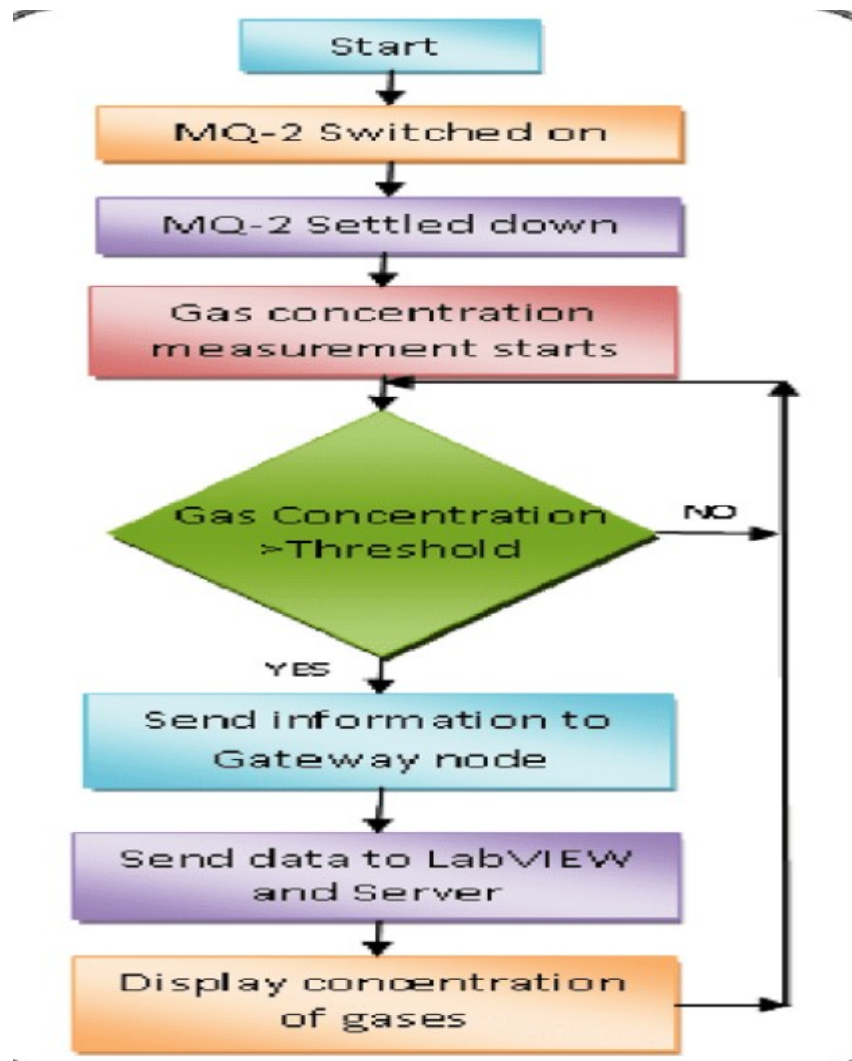 Start
MQ-2 Switched on
MQ-2 Settled down
Gas concentration
measurement starts
Gas Concentration
>Threshold
NO
YES
Send information to
Gateway node
Send data to LabVIEW
and Server
Display concentration
of gases